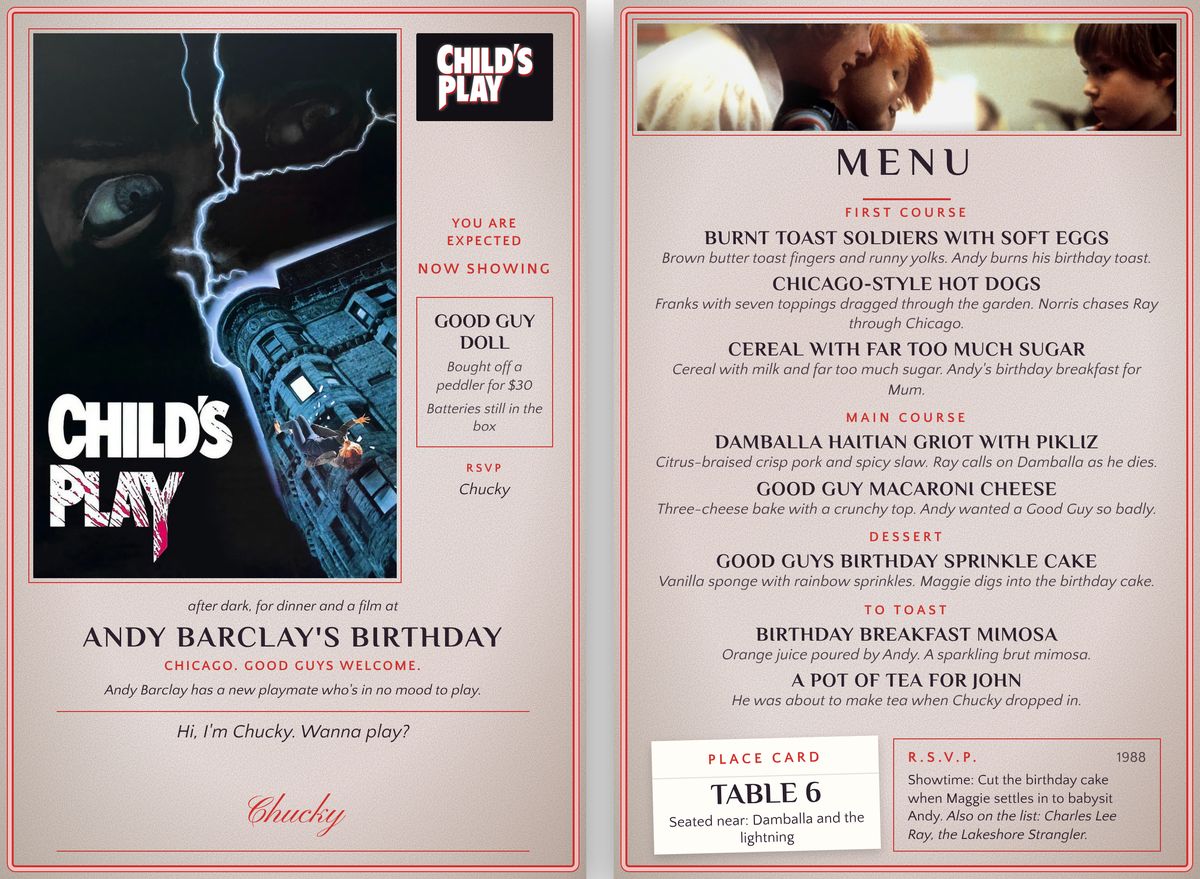 CHILD'S
PLAY
CHILD'S
PLAY
YOU ARE
EXPECTED
NOW SHOWING
GOOD GUY
DOLL
Bought off a
peddler for $30
Batteries still in the
box
RSVP
Chucky
after dark, for dinner and a film at
ANDY BARCLAY'S BIRTHDAY
CHICAGO. GOOD GUYS WELCOME.
Andy Barclay has a new playmate who's in no mood to play.
Hi, I'm Chucky. Wanna play?
Chucky
MENU
FIRST COURSE
BURNT TOAST SOLDIERS WITH SOFT EGGS
Brown butter toast fingers and runny yolks. Andy burns his birthday toast.
CHICAGO-STYLE HOT DOGS
Franks with seven toppings dragged through the garden. Norris chases Ray
through Chicago.
CEREAL WITH FAR TOO MUCH SUGAR
Cereal with milk and far too much sugar. Andy's birthday breakfast for
Mum.
MAIN COURSE
DAMBALLA HAITIAN GRIOT WITH PIKLIZ
Citrus-braised crisp pork and spicy slaw. Ray calls on Damballa as he dies.
GOOD GUY MACARONI CHEESE
Three-cheese bake with a crunchy top. Andy wanted a Good Guy so badly.
DESSERT
GOOD GUYS BIRTHDAY SPRINKLE CAKE
Vanilla sponge with rainbow sprinkles. Maggie digs into the birthday cake.
TO TOAST
BIRTHDAY BREAKFAST MIMOSA
Orange juice poured by Andy. A sparkling brut mimosa.
A POT OF TEA FOR JOHN
He was about to make tea when Chucky dropped in.
PLACE CARD
TABLE 6
Seated near: Damballa and the
lightning
R.S.V.P. 1988
Showtime: Cut the birthday cake
when Maggie settles in to babysit
Andy. Also on the list: Charles Lee
Ray, the Lakeshore Strangler.